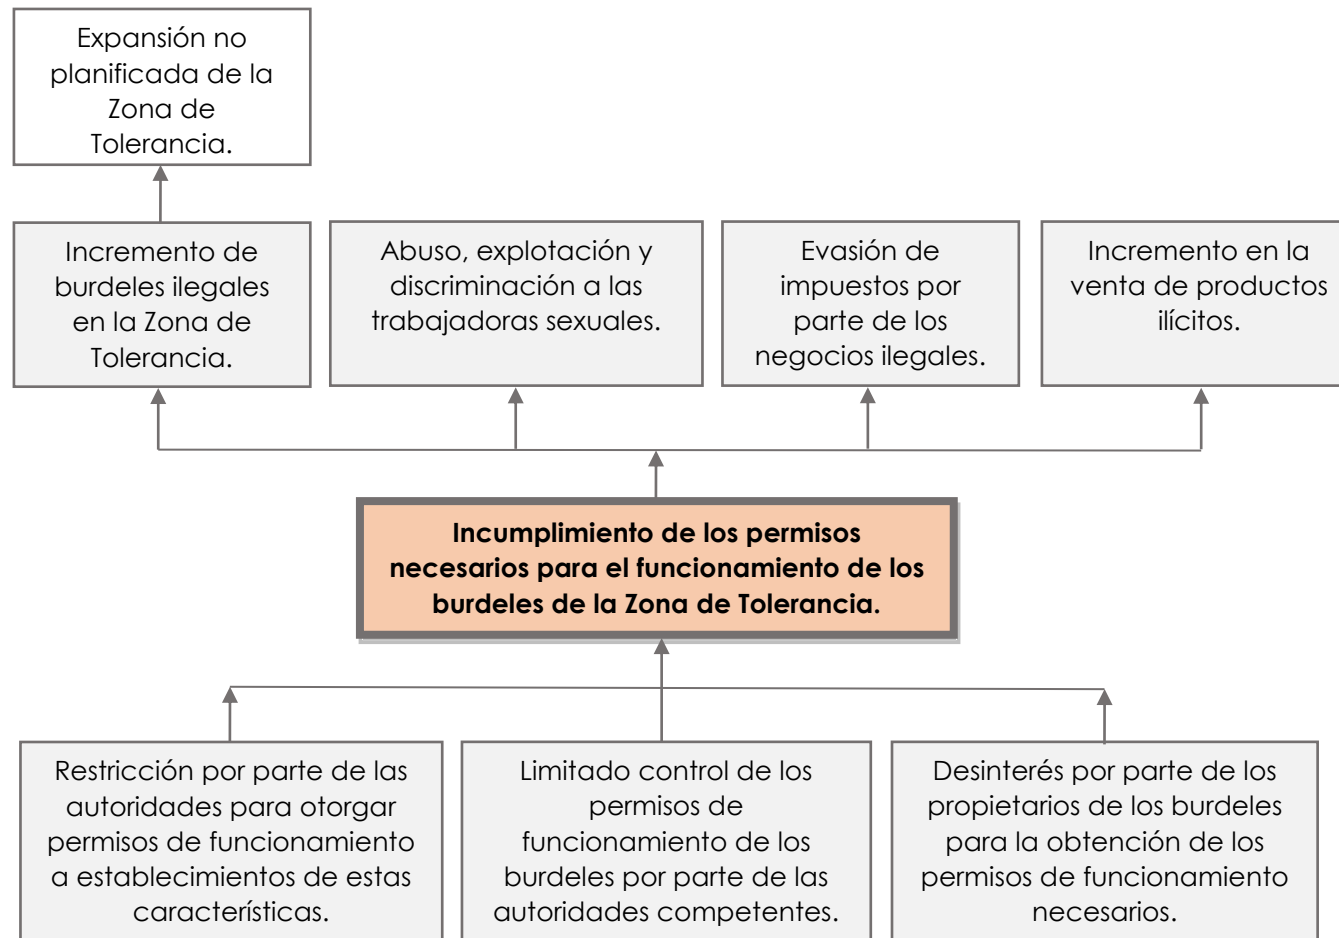 Expansión no
planificada de la
Zona de
Tolerancia.
Incremento de
burdeles ilegales
en la Zona de
Tolerancia.
Abuso, explotación y
discriminación a las
trabajadoras sexuales.
Evasión de
impuestos por
parte de los
negocios ilegales.
Incremento en la
venta de productos
ilícitos.
Incumplimiento de los permisos
necesarios para el funcionamiento de los
burdeles de la Zona de Tolerancia.
Restricción por parte de las
autoridades para otorgar
permisos de funcionamiento
a establecimientos de estas
características.
Limitado control de los
permisos de
funcionamiento de los
burdeles por parte de las
autoridades competentes.
Desinterés por parte de los
propietarios de los burdeles
para la obtención de los
permisos de funcionamiento
necesarios.